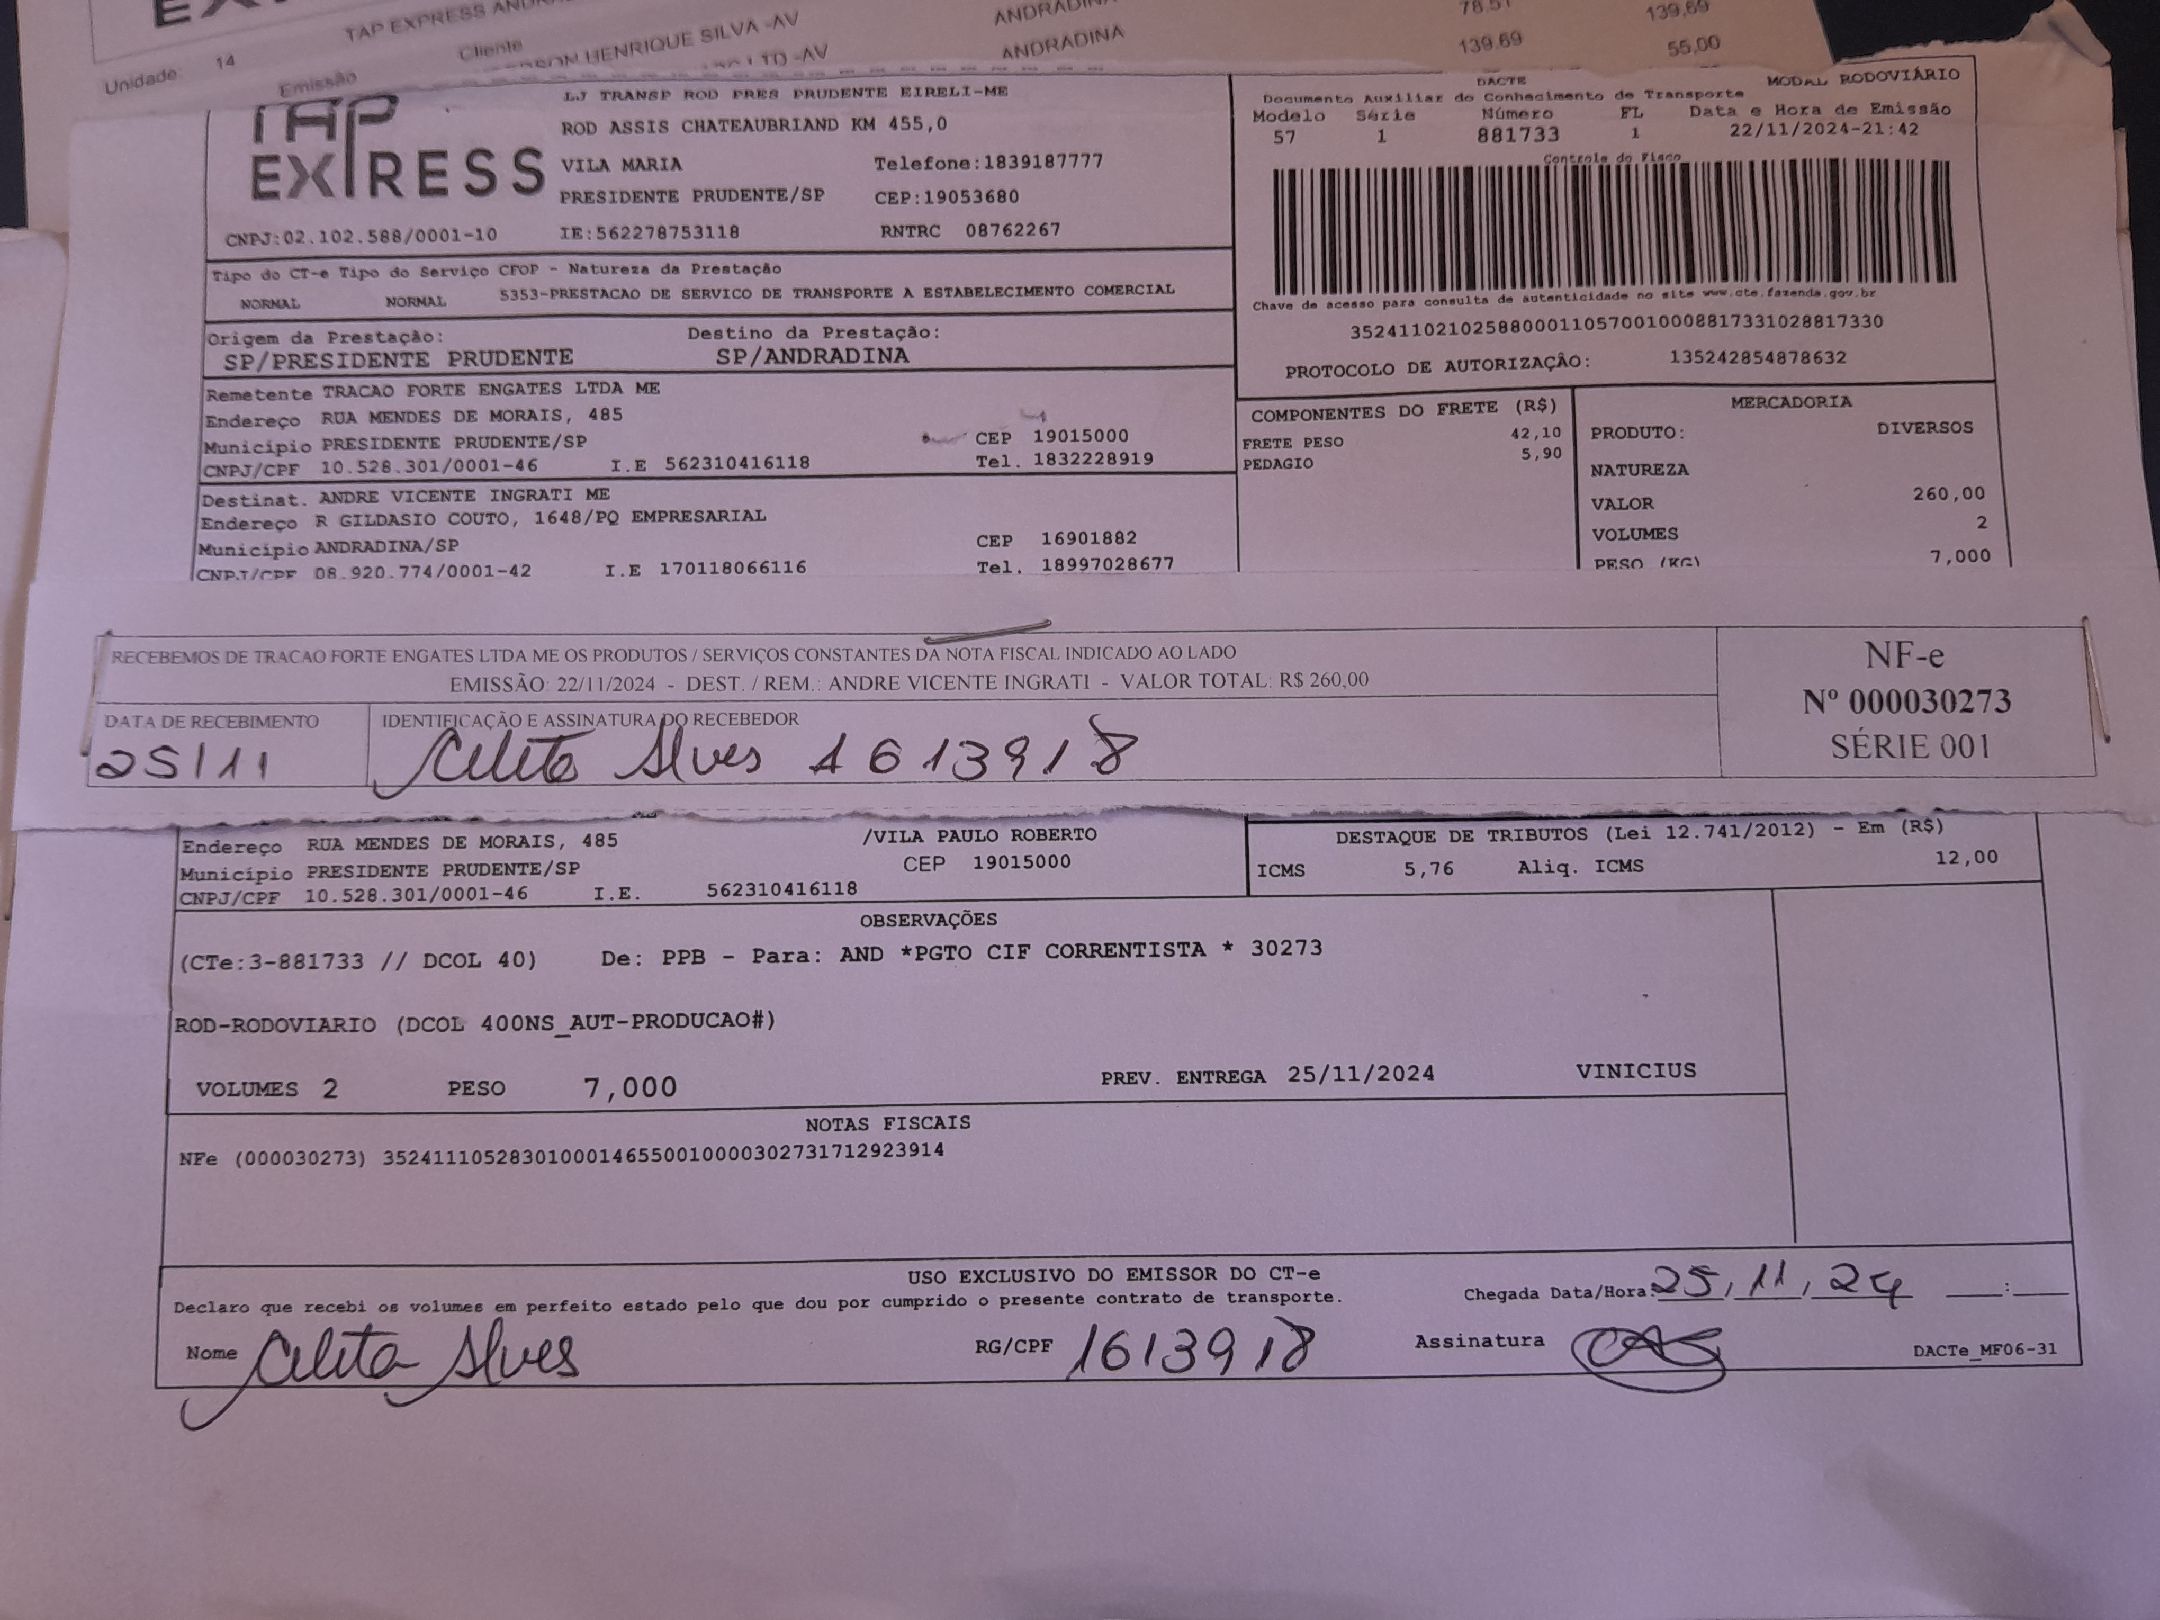 Unidade 14 TAP EXPRESS
Emissão Cliente
HENRIQUE SILVA -AV ANDRADINA 78,51 139,69
LTD -AV ANDRADINA 139,69 55,00
TAP
EXPRESS
LJ TRANSP ROD PRES PRUDENTE EIRELI-ME
ROD ASSIS CHATEAUBRIAND KM 455,0
VILA MARIA Telefone:1839187777
PRESIDENTE PRUDENTE/SP CEP:19053680
CNPJ:02.102.588/0001-10 IE:562278753118 RNTRC 08762267
DACTE MODAL RODOVIÁRIO
Documento Auxiliar do Conhecimento de Transporte
Modelo Série Número FL Data e Hora de Emissão
57 1 881733 1 22/11/2024-21:42
Controle do Fisco
Chave de acesso para consulta de autenticidade no site www.cte.fazenda.gov.br
35241102102588000110570010008817331028817330
PROTOCOLO DE AUTORIZAÇÃO: 135242854878632
Tipo do CT-e Tipo do Serviço CFOP - Natureza da Prestação
NORMAL NORMAL 5353-PRESTACAO DE SERVICO DE TRANSPORTE A ESTABELECIMENTO COMERCIAL
Origem da Prestação: Destino da Prestação:
SP/PRESIDENTE PRUDENTE SP/ANDRADINA
Remetente TRACAO FORTE ENGATES LTDA ME
Endereço RUA MENDES DE MORAIS, 485
Município PRESIDENTE PRUDENTE/SP CEP 19015000
CNPJ/CPF 10.528.301/0001-46 I.E 562310416118 Tel. 1832228919
Destinat. ANDRE VICENTE INGRATI ME
Endereço R GILDASIO COUTO, 1648/PQ EMPRESARIAL
Município ANDRADINA/SP CEP 16901882
CNPJ/CPF 08.920.774/0001-42 I.E 170118066116 Tel. 18997028677
COMPONENTES DO FRETE (R$)
FRETE PESO 42,10
PEDAGIO 5,90
MERCADORIA
PRODUTO: DIVERSOS
NATUREZA
VALOR 260,00
VOLUMES 2
PESO (KG) 7,000
RECEBEMOS DE TRACAO FORTE ENGATES LTDA ME OS PRODUTOS / SERVIÇOS CONSTANTES DA NOTA FISCAL INDICADO AO LADO
EMISSÃO: 22/11/2024 - DEST. / REM.: ANDRE VICENTE INGRATI - VALOR TOTAL: R$ 260,00
DATA DE RECEBIMENTO IDENTIFICAÇÃO E ASSINATURA DO RECEBEDOR
25/11 Celeita Alves 1613918
NF-e
Nº 000030273
SÉRIE 001
Endereço RUA MENDES DE MORAIS, 485 /VILA PAULO ROBERTO
Município PRESIDENTE PRUDENTE/SP CEP 19015000
CNPJ/CPF 10.528.301/0001-46 I.E. 562310416118
DESTAQUE DE TRIBUTOS (Lei 12.741/2012) - Em (R$)
ICMS 5,76 Aliq. ICMS 12,00
OBSERVAÇÕES
(CTe:3-881733 // DCOL 40) De: PPB - Para: AND *PGTO CIF CORRENTISTA * 30273
ROD-RODOVIARIO (DCOL 400NS_AUT-PRODUCAO#)
VOLUMES 2 PESO 7,000 PREV. ENTREGA 25/11/2024 VINICIUS
NOTAS FISCAIS
NFe (000030273) 35241110528301000146550010000302731712923914
USO EXCLUSIVO DO EMISSOR DO CT-e
Declaro que recebi os volumes em perfeito estado pelo que dou por cumprido o presente contrato de transporte.
Chegada Data/Hora: 25/11/24 __:__
Nome Celeita Alves RG/CPF 1613918 Assinatura
DACTe_MF06-31